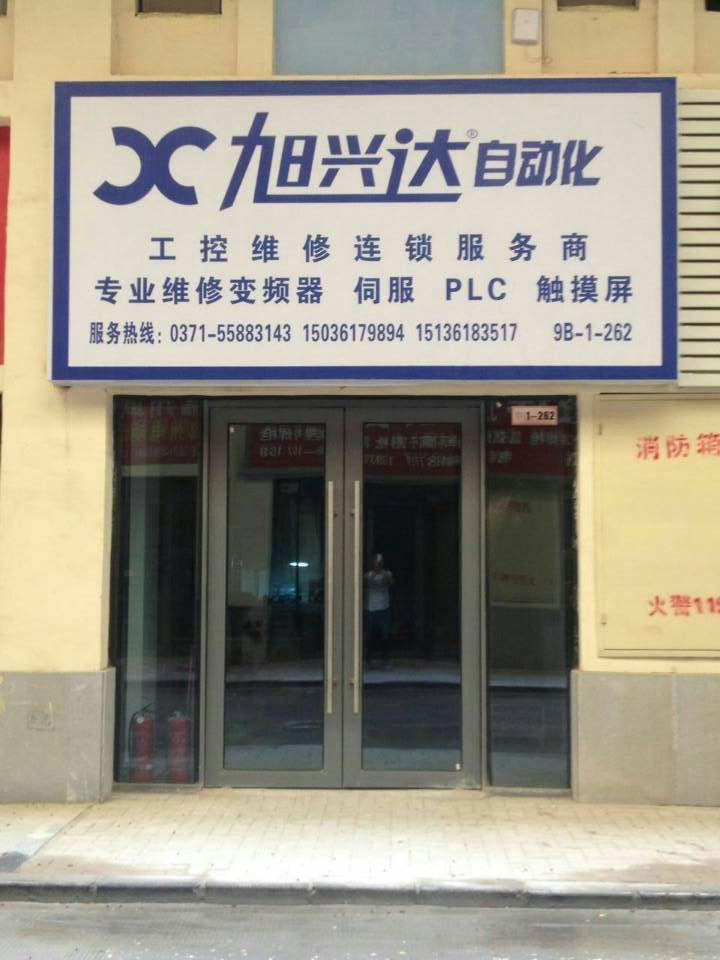 旭兴达®自动化
工控维修连锁服务商
专业维修变频器 伺服 PLC 触摸屏
服务热线：0371-55883143 15036179894 15136183517 9B-1-262
1-262
消防箱
火警119